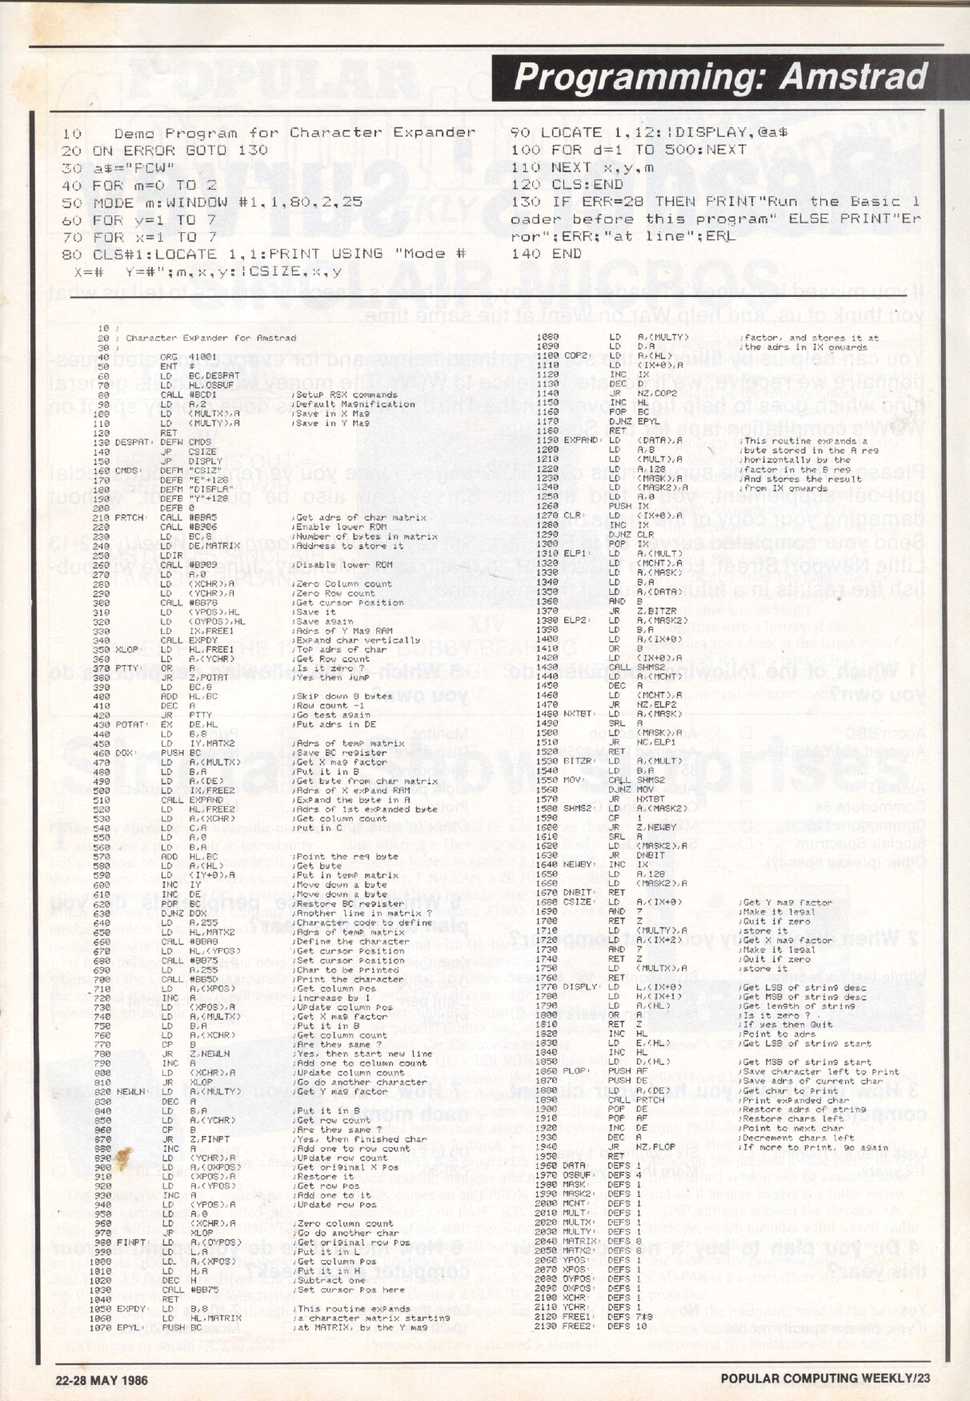 Programming: Amstrad
10   Demo Program for Character Expander
20 ON ERROR GOTO 130
30 a$="PCW"
40 FOR m=0 TO 2
50 MODE m:WINDOW #1,1,80,2,25
60 FOR y=1 TO 7
70 FOR x=1 TO 7
80 CLS#1:LOCATE 1,1:PRINT USING "Mode #
X=#  Y=#";m,x,y:|CSIZE,x,y
90 LOCATE 1,12:|DISPLAY,@a$
100 FOR d=1 TO 500:NEXT
110 NEXT x,y,m
120 CLS:END
130 IF ERR=28 THEN PRINT"Run the Basic l
oader before this program" ELSE PRINT"Er
ror";ERR;"at line";ERL
140 END
10 ;
20 ; Character Expander for Amstrad
30 ;
40 ORG 41001
50 ENT $
60 LD BC,DESPAT
70 LD HL,OSBUF
80 CALL #BCD1 ;Setup RSX commands
90 LD A,2 ;Default Magnification
100 LD (MULTX),A ;Save in X Mag
110 LD (MULTY),A ;Save in Y Mag
120 RET
130 DESPAT: DEFW CMDS
140 JP CSIZE
150 JP DISPLY
160 CMDS: DEFM "CSIZ"
170 DEFB "E"+128
180 DEFM "DISPLA"
190 DEFB "Y"+128
200 DEFB 0
210 PRTCH: CALL #BBA5 ;Get adrs of char matrix
220 CALL #B906 ;Enable lower ROM
230 LD BC,8 ;Number of bytes in matrix
240 LD DE,MATRIX ;Address to store it
250 LDIR
260 CALL #B909 ;Disable lower ROM
270 LD A,0
280 LD (XCHR),A ;Zero Column count
290 LD (YCHR),A ;Zero Row count
300 CALL #BB78 ;Get cursor Position
310 LD (YPOS),HL ;Save it
320 LD (OYPOS),HL ;Save again
330 LD IX,FREE1 ;Adrs of Y Mag RAM
340 CALL EXPDY ;Expand char vertically
350 XLOP: LD HL,FREE1 ;Top adrs of char
360 LD A,(YCHR) ;Get Row count
370 PTTY: OR A ;Is it zero ?
380 JR Z,POTAT ;Yes then jump
390 LD BC,8
400 ADD HL,BC ;Skip down 8 bytes
410 DEC A ;Row count -1
420 JR PTTY ;Go test again
430 POTAT: EX DE,HL ;Put adrs in DE
440 LD B,8
450 LD IY,MATX2 ;Adrs of temp matrix
460 DOX: PUSH BC ;Save BC register
470 LD A,(MULTX) ;Get X mag factor
480 LD B,A ;Put it in B
490 LD A,(DE) ;Get byte from char matrix
500 LD IX,FREE2 ;Adrs of X expand RAM
510 CALL EXPAND ;Expand the byte in A
520 LD HL,FREE2 ;Adrs of 1st expanded byte
530 LD A,(XCHR) ;Get column count
540 LD C,A ;Put in C
550 LD A,0
560 LD B,A
570 ADD HL,BC ;Point the req byte
580 LD A,(HL) ;Get byte
590 LD (IY+0),A ;Put in temp matrix
600 INC IY ;Move down a byte
610 INC DE ;Move down a byte
620 POP BC ;Restore BC register
630 DJNZ DOX ;Another line in matrix ?
640 LD A,255 ;Character code to define
650 LD HL,MATX2 ;Adrs of temp matrix
660 CALL #BBA8 ;Define the character
670 LD HL,(YPOS) ;Get cursor Position
680 CALL #BB75 ;Set cursor Position
690 LD A,255 ;Char to be Printed
700 CALL #BB5D ;Print the character
710 LD A,(XPOS) ;Get column Pos
720 INC A ;increase by 1
730 LD (XPOS),A ;Update column Pos
740 LD A,(MULTX) ;Get X mag factor
750 LD B,A ;Put it in B
760 LD A,(XCHR) ;Get column count
770 CP B ;Are they same ?
780 JR Z,NEWLN ;Yes, then start new line
790 INC A ;Add one to column count
800 LD (XCHR),A ;Update column count
810 JR XLOP ;Go do another character
820 NEWLN: LD A,(MULTY) ;Get Y mag factor
830 DEC A
840 LD B,A ;Put it in B
850 LD A,(YCHR) ;Get row count
860 CP B ;Are they same ?
870 JR Z,FINPT ;Yes, then Finished char
880 INC A ;Add one to row count
890 LD (YCHR),A ;Update row count
900 LD A,(OXPOS) ;Get original X Pos
910 LD (XPOS),A ;Restore it
920 LD A,(YPOS) ;Get row Pos
930 INC A ;Add one to it
940 LD (YPOS),A ;Update row Pos
950 LD A,0
960 LD (XCHR),A ;Zero column count
970 JP XLOP ;Go do another char
980 FINPT: LD A,(OYPOS) ;Get original row Pos
990 LD L,A ;Put it in L
1000 LD A,(XPOS) ;Get column Pos
1010 LD H,A ;Put it in H
1020 DEC H ;Subtract one
1030 CALL #BB75 ;Set cursor Pos here
1040 RET
1050 EXPDY: LD B,8 ;This routine expands
1060 LD HL,MATRIX ;a character matrix starting
1070 EPYL: PUSH BC ;at MATRIX, by the Y mag
1080 LD A,(MULTY) ;factor, and stores it at
1090 LD D,A ;the adrs in IX onwards
1100 COP2: LD A,(HL)
1110 LD (IX+0),A
1120 INC IX
1130 DEC D
1140 JR NZ,COP2
1150 INC HL
1160 POP BC
1170 DJNZ EPYL
1180 RET
1190 EXPAND: LD (DATA),A ;This routine expands a
1200 LD A,B ;byte stored in the A reg
1210 LD (MULT),A ;horizontally by the
1220 LD A,128 ;factor in the B reg
1230 LD (MASK),A ;And stores the result
1240 LD (MASK2),A ;from IX onwards
1250 LD A,0
1260 PUSH IX
1270 CLR: LD (IX+0),A
1280 INC IX
1290 DJNZ CLR
1300 POP IX
1310 ELP1: LD A,(MULT)
1320 LD (MCNT),A
1330 LD A,(MASK)
1340 LD B,A
1350 LD A,(DATA)
1360 AND B
1370 JR Z,BITZR
1380 ELP2: LD A,(MASK2)
1390 LD B,A
1400 LD A,(IX+0)
1410 OR B
1420 LD (IX+0),A
1430 CALL SHMS2
1440 LD A,(MCNT)
1450 DEC A
1460 LD (MCNT),A
1470 JR NZ,ELP2
1480 NXTBT: LD A,(MASK)
1490 SRL A
1500 LD (MASK),A
1510 JR NC,ELP1
1520 RET
1530 BITZR: LD A,(MULT)
1540 LD B,A
1550 MOV: CALL SHMS2
1560 DJNZ MOV
1570 JR NXTBT
1580 SHMS2: LD A,(MASK2)
1590 CP 1
1600 JR Z,NEWBY
1610 SRL A
1620 LD (MASK2),A
1630 JR DNBIT
1640 NEWBY: INC IX
1650 LD A,128
1660 LD (MASK2),A
1670 DNBIT: RET
1680 CSIZE: LD A,(IX+0) ;Get Y mag factor
1690 AND 7 ;Make it legal
1700 RET Z ;Quit if zero
1710 LD (MULTY),A ;store it
1720 LD A,(IX+2) ;Get X mag factor
1730 AND 7 ;Make it legal
1740 RET Z ;Quit if zero
1750 LD (MULTX),A ;store it
1760 RET
1770 DISPLY: LD L,(IX+0) ;Get LSB of string desc
1780 LD H,(IX+1) ;Get MSB of string desc
1790 LD A,(HL) ;Get length of string
1800 OR A ;Is it zero ?
1810 RET Z ;If yes then Quit
1820 INC HL ;Point to adrs
1830 LD E,(HL) ;Get LSB of string start
1840 INC HL
1850 LD D,(HL) ;Get MSB of string start
1860 PLOP: PUSH AF ;Save character left to Print
1870 PUSH DE ;Save adrs of current char
1880 LD A,(DE) ;Get char to Print
1890 CALL PRTCH ;Print expanded char
1900 POP DE ;Restore adrs of string
1910 POP AF ;Restore chars left
1920 INC DE ;Point to next char
1930 DEC A ;Decrement chars left
1940 JR NZ,PLOP ;If more to Print, go again
1950 RET
1960 DATA: DEFS 1
1970 OSBUF: DEFS 4
1980 MASK: DEFS 1
1990 MASK2: DEFS 1
2000 MCNT: DEFS 1
2010 MULT: DEFS 1
2020 MULTX: DEFS 1
2030 MULTY: DEFS 1
2040 MATRIX: DEFS 8
2050 MATX2: DEFS 8
2060 YPOS: DEFS 1
2070 XPOS: DEFS 1
2080 OYPOS: DEFS 1
2090 OXPOS: DEFS 1
2100 XCHR: DEFS 1
2110 YCHR: DEFS 1
2120 FREE1: DEFS 7*8
2130 FREE2: DEFS 10
22-28 MAY 1986
POPULAR COMPUTING WEEKLY/23